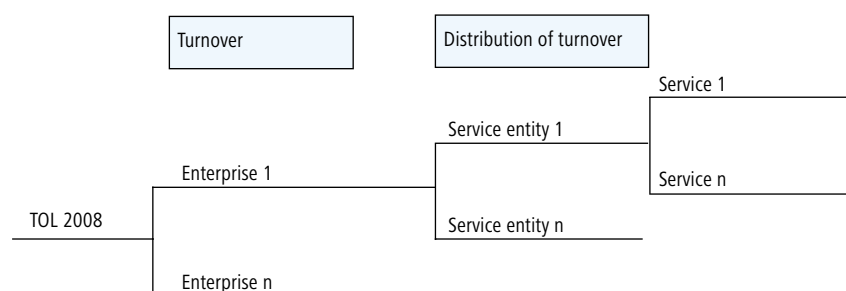 Turnover
Distribution of turnover
Service 1
Service entity 1
Enterprise 1
Service n
TOL 2008
Service entity n
Enterprise n